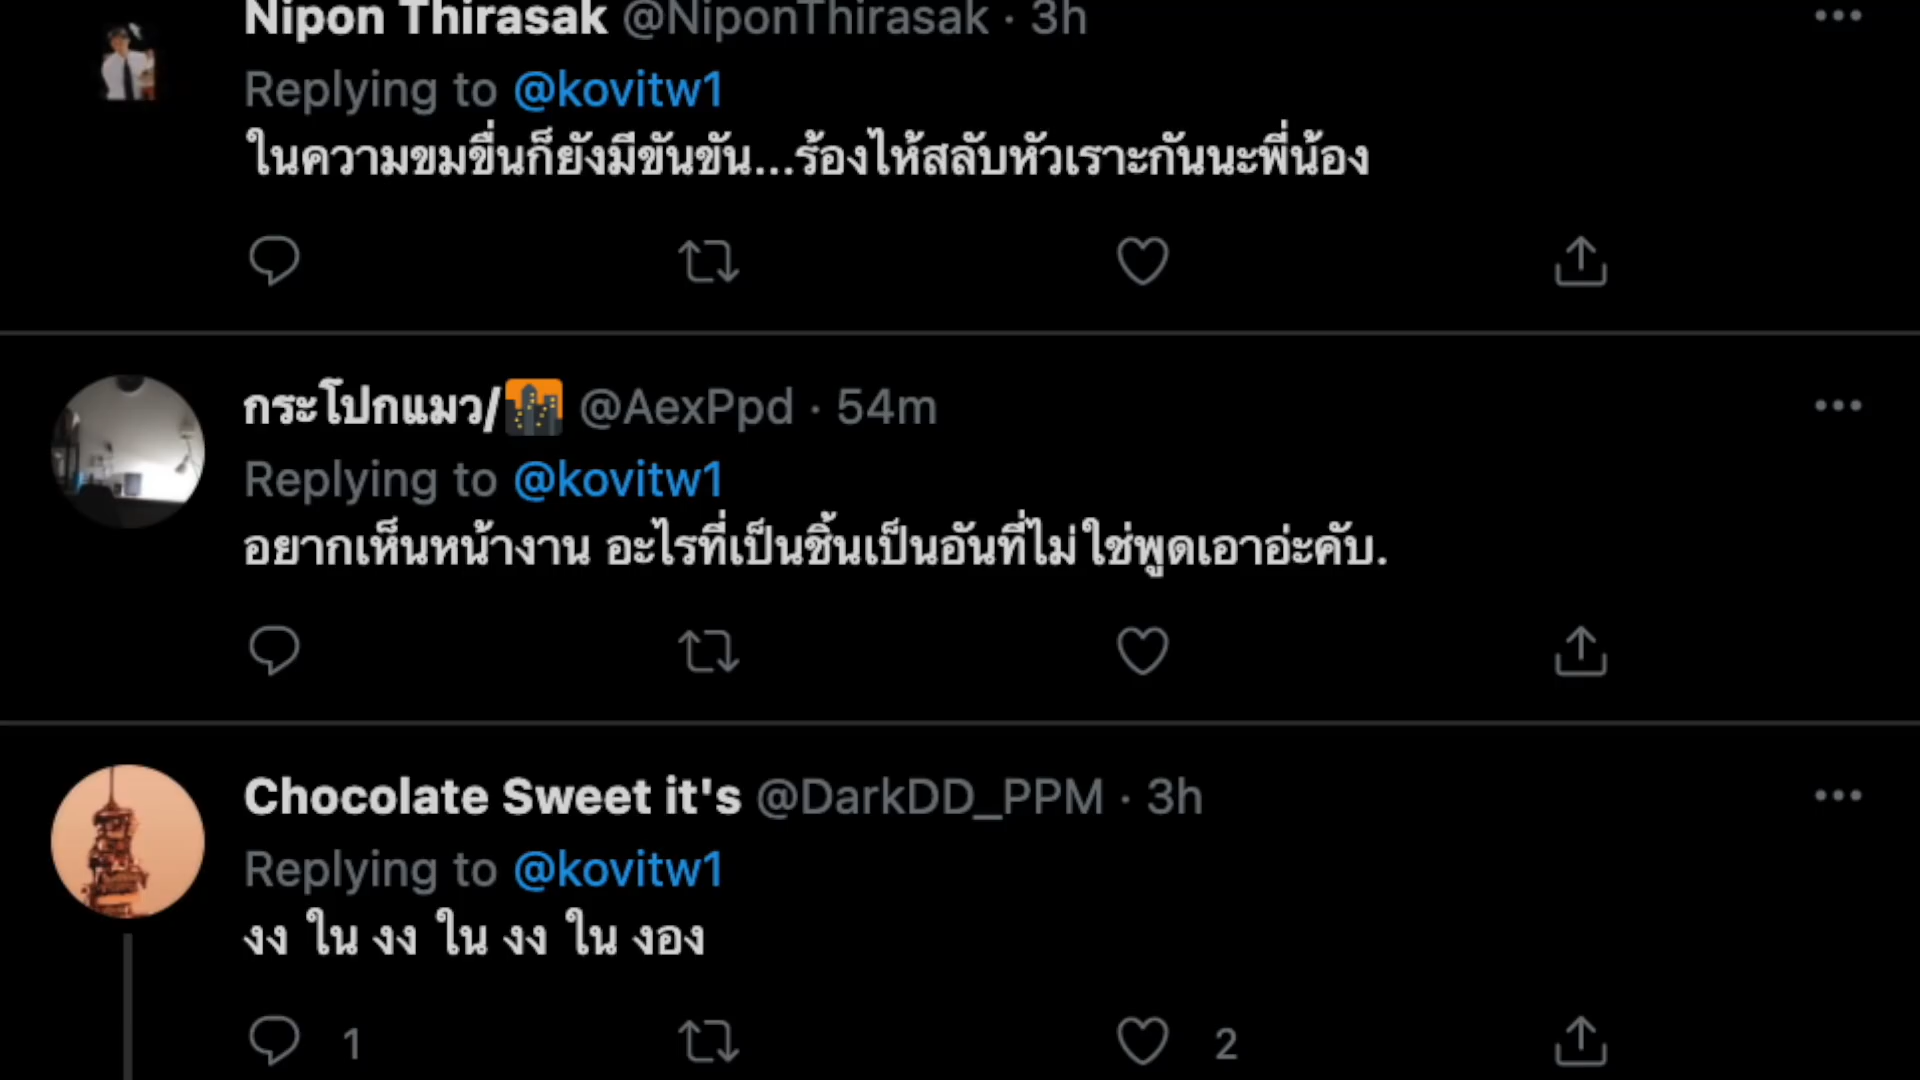 Nipon Thirasak @NiponThirasak · 3h
Replying to @kovitw1
ในความขมขื่นก็ยังมีขันขัน...ร้องไห้สลับหัวเราะกันนะพี่น้อง
กระโปกแมว/🌆 @AexPpd · 54m
Replying to @kovitw1
อยากเห็นหน้างาน อะไรที่เป็นชิ้นเป็นอันที่ไม่ใช่พูดเอาอ่ะคับ.
Chocolate Sweet it's @DarkDD_PPM · 3h
Replying to @kovitw1
งง ใน งง ใน งง ใน งอง
1 2